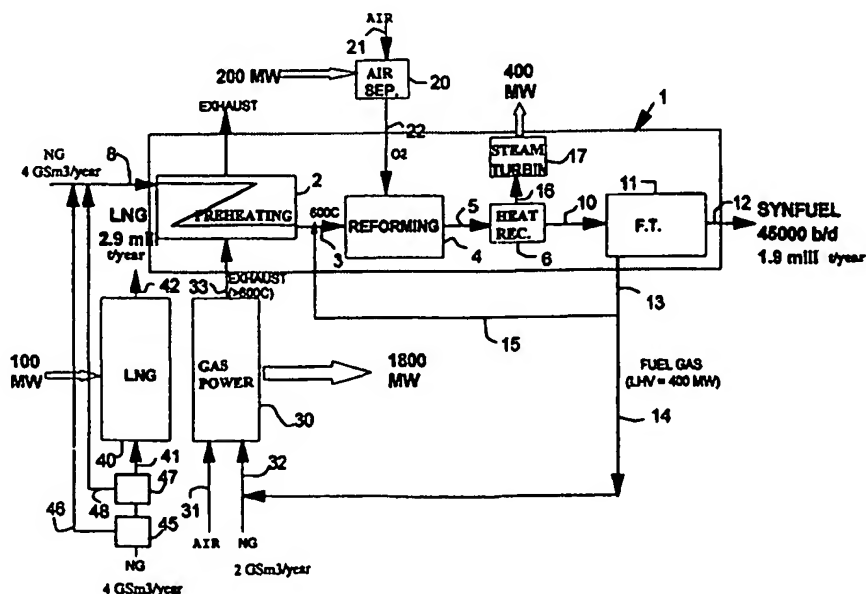 AIR
21
200 MW
AIR
SEP.
20
400
MW
EXHAUST
22
O2
STEAM
TURBIN
17
1
NG
4 GSm3/year
8
2
PREHEATING
600C
3
REFORMING
4
5
16
HEAT
REC.
6
10
11
F.T.
12
SYNFUEL
45000 b/d
1.9 mill t/year
LNG
2.9 mill
t/year
42
33
EXHAUST
(>600C)
13
15
100
MW
LNG
40
GAS
POWER
30
1800
MW
FUEL GAS
(LHV = 400 MW)
14
41
47
48
46
45
31
32
AIR
NG
NG
2 GSm3/year
4 GSm3/year